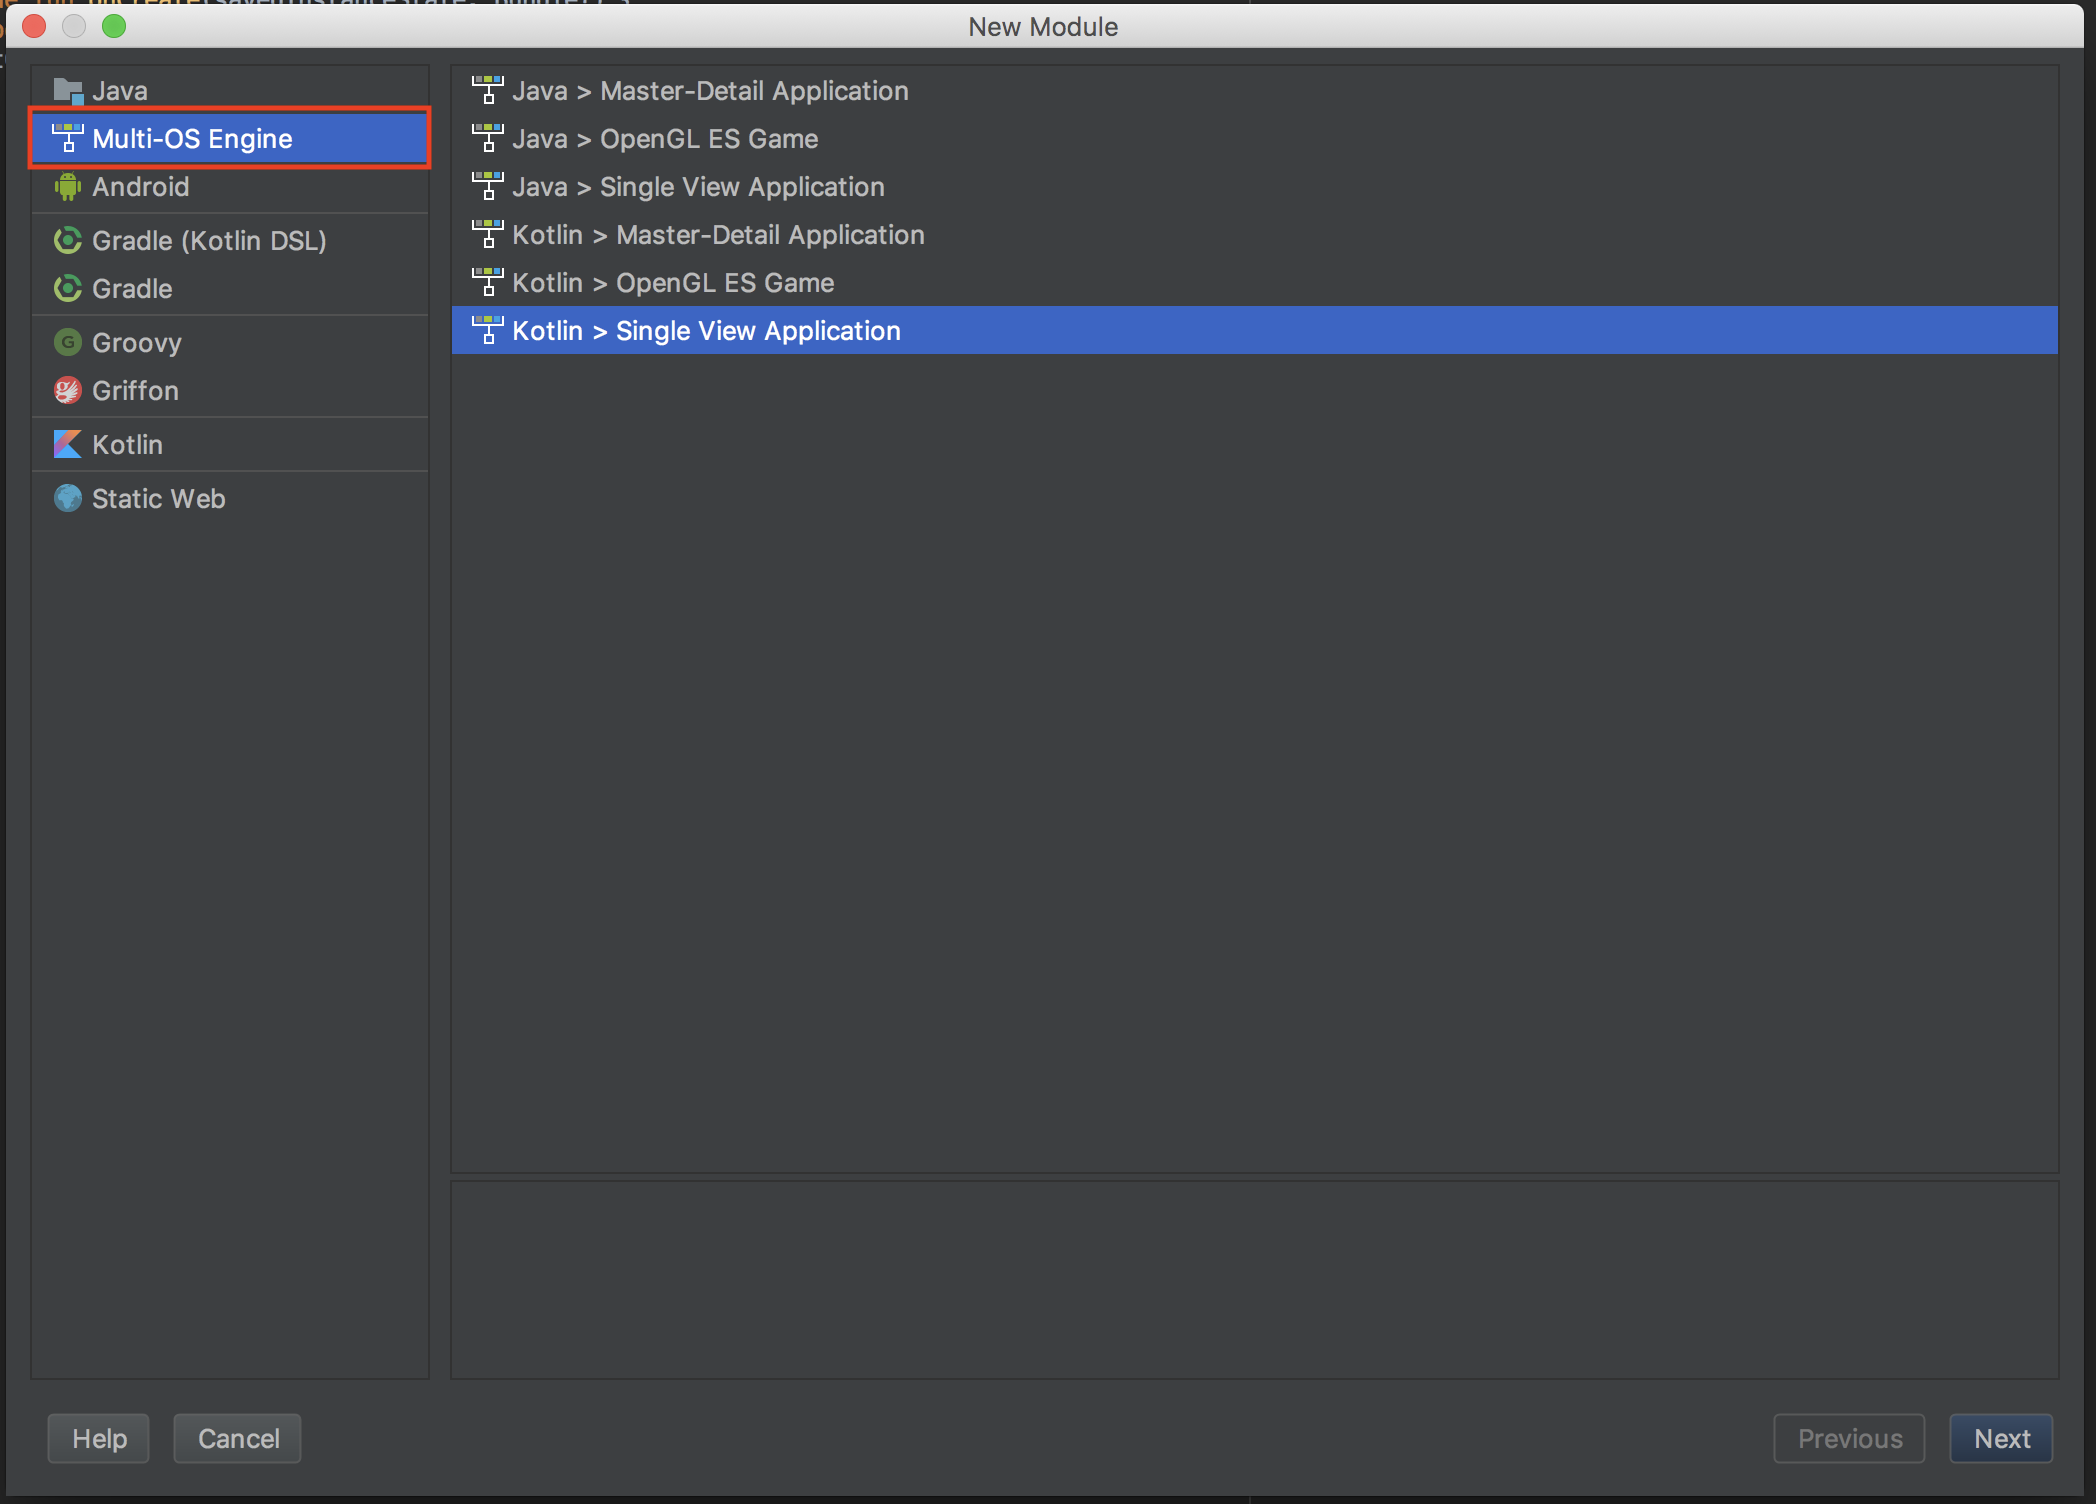 New Module
Java
Multi-OS Engine
Android
Gradle (Kotlin DSL)
Gradle
G Groovy
Griffon
Kotlin
Static Web
Java > Master-Detail Application
Java > OpenGL ES Game
Java > Single View Application
Kotlin > Master-Detail Application
Kotlin > OpenGL ES Game
Kotlin > Single View Application
Help
Cancel
Previous
Next